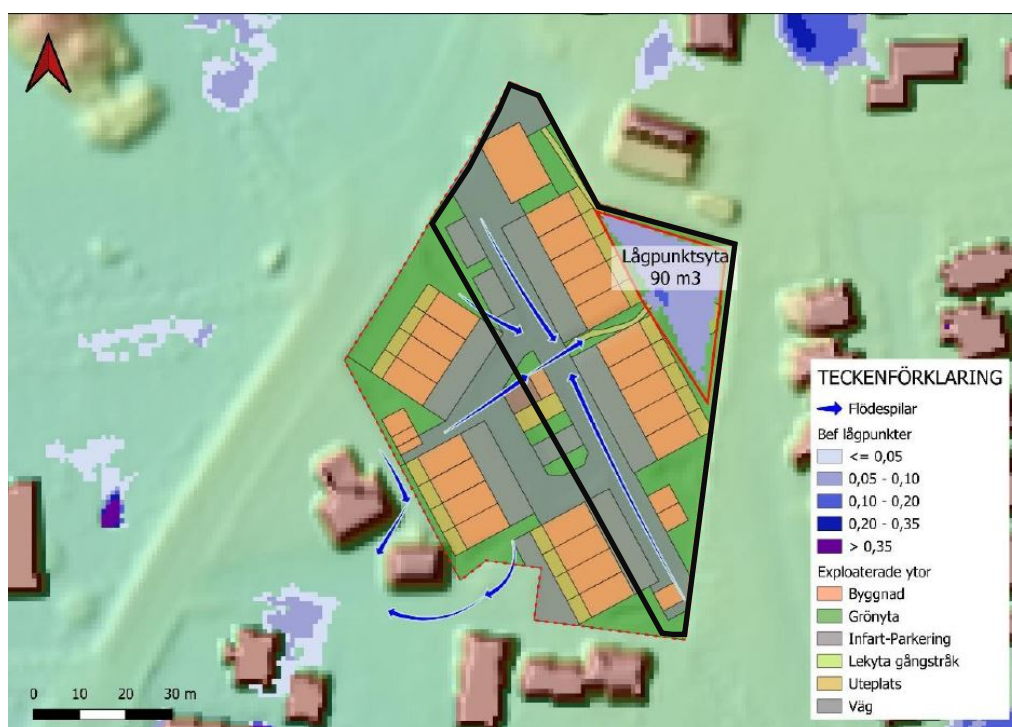 Lågpunktsyta
90 m3
TECKENFÖRKLARING
Flödespilar
Bef lågpunkter
<= 0,05
0,05 - 0,10
0,10 - 0,20
0,20 - 0,35
> 0,35
Exploaterade ytor
Byggnad
Grönyta
Infart-Parkering
Lekyta gångstråk
Uteplats
Väg
0 10 20 30 m